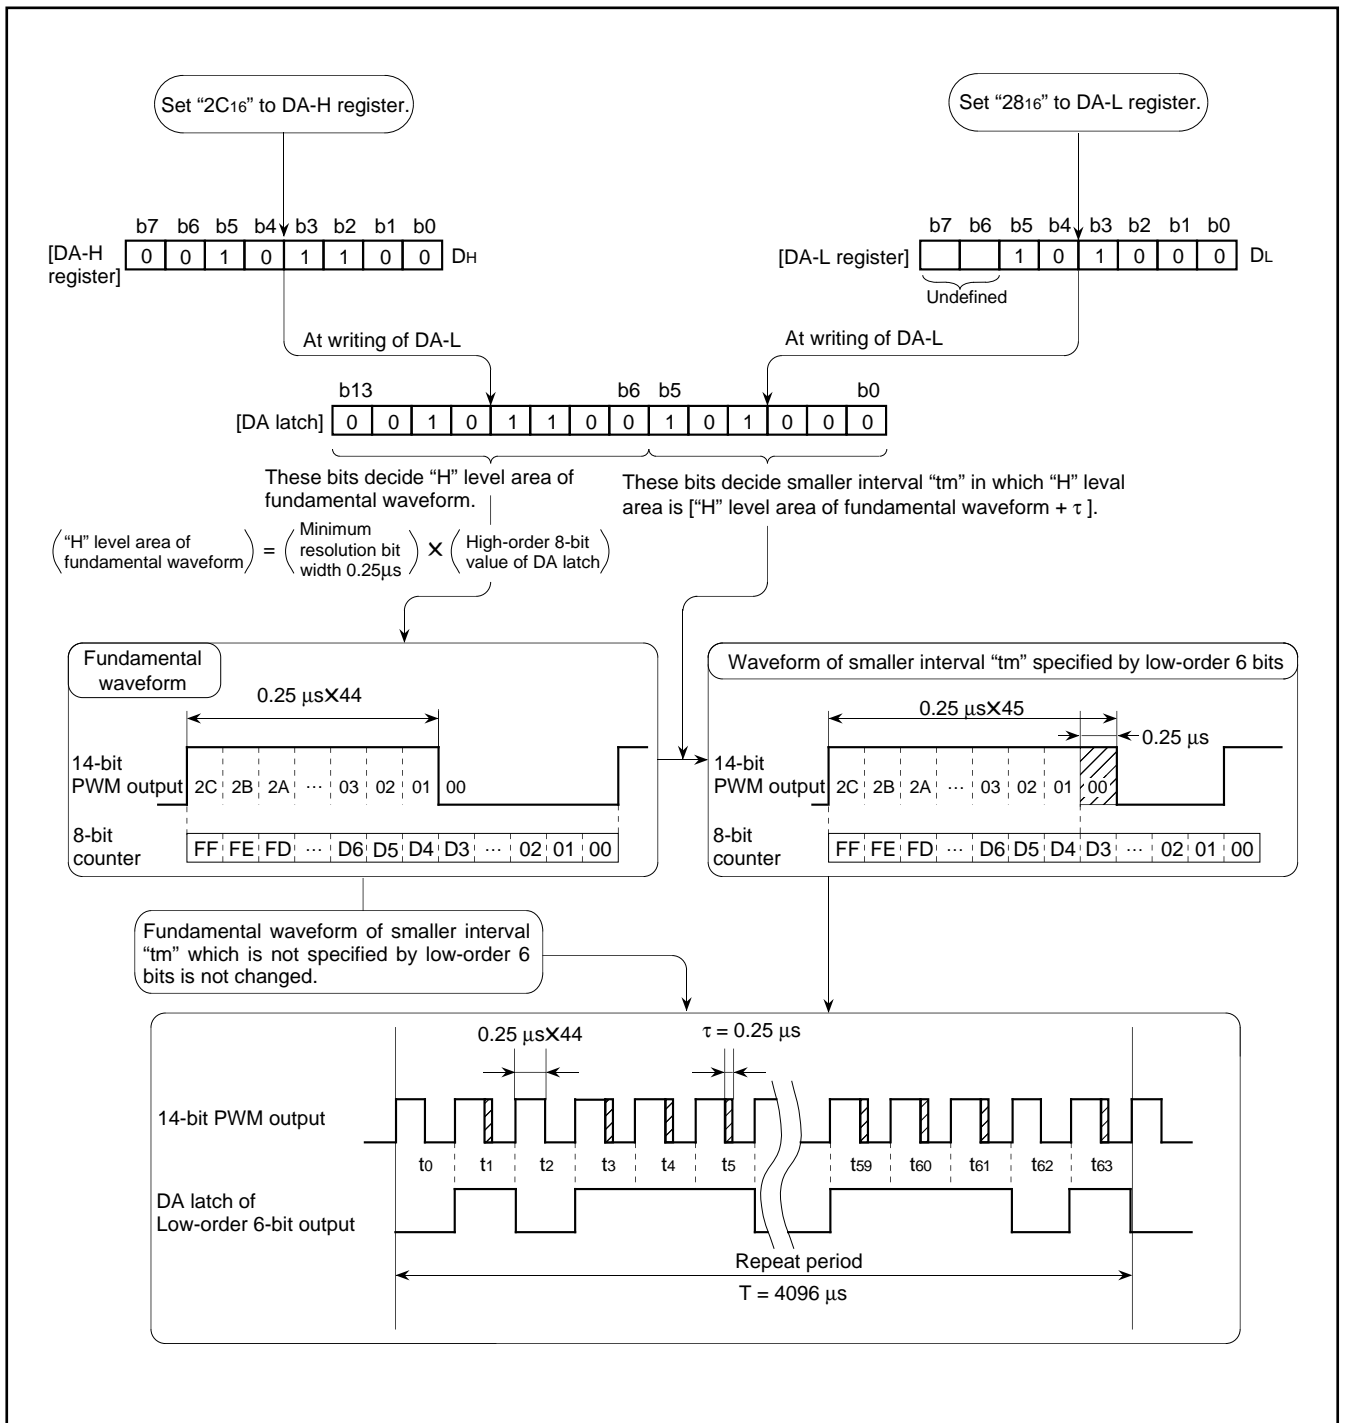 Set “2C16” to DA-H register.
Set “2816” to DA-L register.
b7 b6 b5 b4 b3 b2 b1 b0
[DA-H register] 0 0 1 0 1 1 0 0 DH
b7 b6 b5 b4 b3 b2 b1 b0
[DA-L register] 1 0 1 0 0 0 DL
Undefined
At writing of DA-L
At writing of DA-L
b13 b6 b5 b0
[DA latch] 0 0 1 0 1 1 0 0 1 0 1 0 0 0
These bits decide “H” level area of
fundamental waveform.
These bits decide smaller interval “tm” in which “H” leval
area is [“H” level area of fundamental waveform + τ ].
“H” level area of
fundamental waveform
=
Minimum
resolution bit
width 0.25μs
×
High-order 8-bit
value of DA latch
Fundamental
waveform
0.25 μs×44
14-bit
PWM output
2C 2B 2A ··· 03 02 01 00
8-bit
counter
FF FE FD ··· D6 D5 D4 D3 ··· 02 01 00
Waveform of smaller interval “tm” specified by low-order 6 bits
0.25 μs×45
0.25 μs
14-bit
PWM output
2C 2B 2A ··· 03 02 01 00
8-bit
counter
FF FE FD ··· D6 D5 D4 D3 ··· 02 01 00
Fundamental waveform of smaller interval
“tm” which is not specified by low-order 6
bits is not changed.
0.25 μs×44
τ = 0.25 μs
14-bit PWM output
t0 t1 t2 t3 t4 t5 t59 t60 t61 t62 t63
DA latch of
Low-order 6-bit output
Repeat period
T = 4096 μs